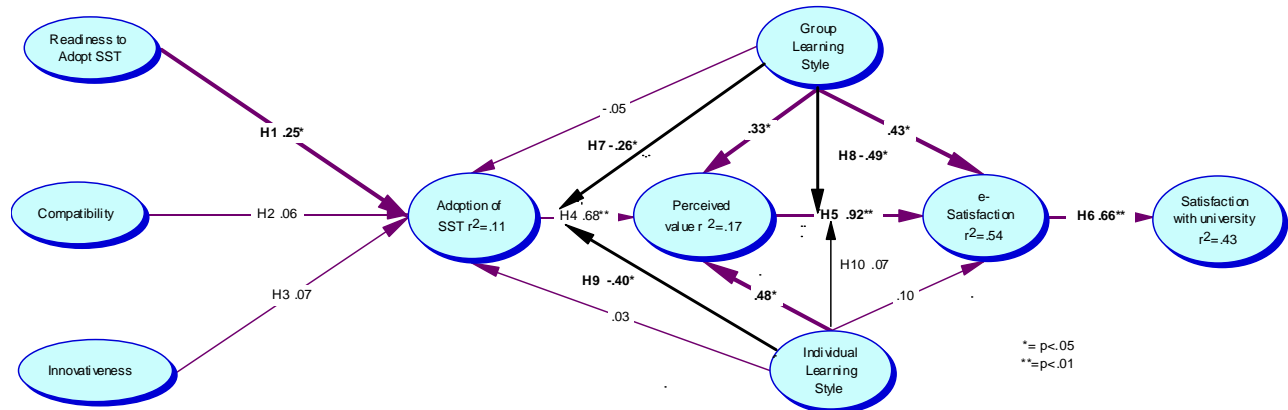 Readiness to
Adopt SST
Group
Learning
Style
-.05
H1 .25*
.33*
.43*
H7 -.26*
H8 -.49*
Compatibility
H2 .06
Adoption of
SST r2=.11
H4 .68**
Perceived
value r 2=.17
H5 .92**
e-
Satisfaction
r2=.54
H6 .66**
Satisfaction
with university
r2=.43
H10 .07
H3 .07
H9 -.40*
.48*
.10
.03
Innovativeness
Individual
Learning
Style
*= p<.05
**=p<.01